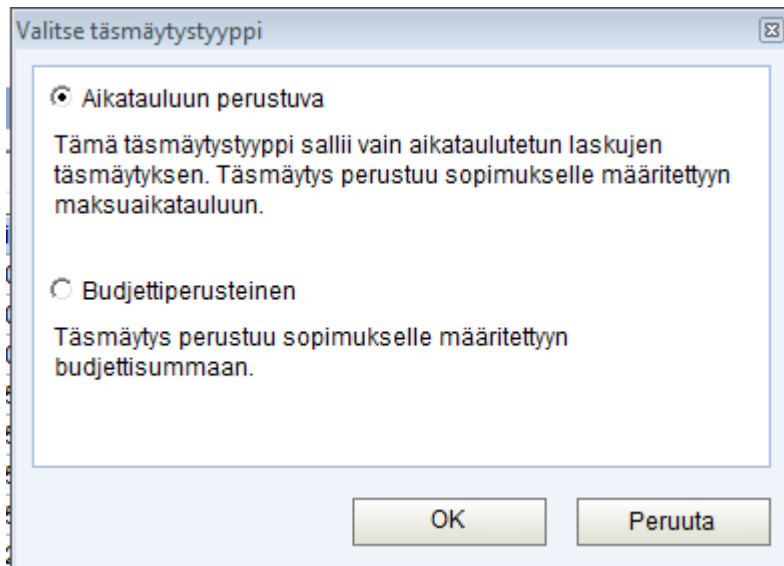 Valitse täsmäytystyyppi
Aikatauluun perustuva
Tämä täsmäytystyyppi sallii vain aikataulutetun laskujen
täsmäytyksen. Täsmäytys perustuu sopimukselle määritettyyn
maksuaikatauluun.
Budjettiperusteinen
Täsmäytys perustuu sopimukselle määritettyyn
budjettisummaan.
OK
Peruuta